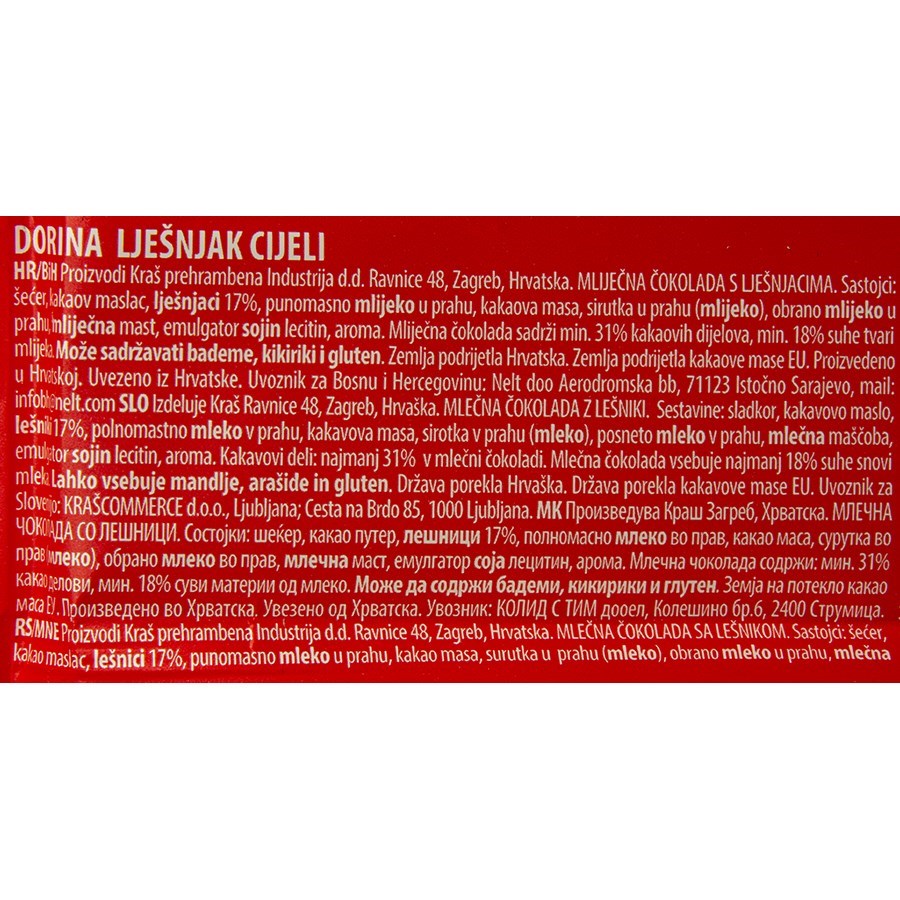 DORINA LJEŠNJAK CIJELI
HR/BiH Proizvodi Kraš prehrambena Industrija d.d. Ravnice 48, Zagreb, Hrvatska. MLIJEČNA ČOKOLADA S LJEŠNJACIMA. Sastojci:
šećer, kakaov maslac, lješnjaci 17%, punomasno mlijeko u prahu, kakaova masa, sirutka u prahu (mlijeko), obrano mlijeko u
prahu, mliječna mast, emulgator sojin lecitin, aroma. Mliječna čokolada sadrži min. 31% kakaovih dijelova, min. 18% suhe tvari
mlijeka. Može sadržavati bademe, kikiriki i gluten. Zemlja podrijetla Hrvatska. Zemlja podrijetla kakaove mase EU. Proizvedeno
u Hrvatskoj. Uvezeno iz Hrvatske. Uvoznik za Bosnu i Hercegovinu: Nelt doo Aerodromska bb, 71123 Istočno Sarajevo, mail:
infobh@nelt.com SLO Izdeluje Kraš Ravnice 48, Zagreb, Hrvaška. MLEČNA ČOKOLADA Z LEŠNIKI. Sestavine: sladkor, kakavovo maslo,
lešniki 17%, polnomastno mleko v prahu, kakavova masa, sirotka v prahu (mleko), posneto mleko v prahu, mlečna maščoba,
emulgator sojin lecitin, aroma. Kakavovi deli: najmanj 31% v mlečni čokoladi. Mlečna čokolada vsebuje najmanj 18% suhe snovi
mleka. Lahko vsebuje mandlje, arašide in gluten. Država porekla Hrvaška. Država porekla kakavove mase EU. Uvoznik za
Slovenijo: KRAŠCOMMERCE d.o.o., Ljubljana; Cesta na Brdo 85, 1000 Ljubljana. MK Произведува Краш Загреб, Хрватска. МЛЕЧНА
ЧОКОЛАДА СО ЛЕШНИЦИ. Состојки: шеќер, какао путер, лешници 17%, полномасно млеко во прав, какао маса, сурутка во
прав (млеко), обрано млеко во прав, млечна маст, емулгатор соја лецитин, арома. Млечна чоколада содржи: мин. 31%
какао делови, мин. 18% суви материи од млеко. Може да содржи бадеми, кикирики и глутен. Земја на потекло какао
маса ЕУ. Произведено во Хрватска. Увезено од Хрватска. Увозник: КОЛИД С ТИМ дооел, Колешино бр.6, 2400 Струмица.
RS/MNE Proizvodi Kraš prehrambena Industrija d.d. Ravnice 48, Zagreb, Hrvatska. MLEČNA ČOKOLADA SA LEŠNIKOM. Sastojci: šećer,
kakao maslac, lešnici 17%, punomasno mleko u prahu, kakao masa, surutka u prahu (mleko), obrano mleko u prahu, mlečna